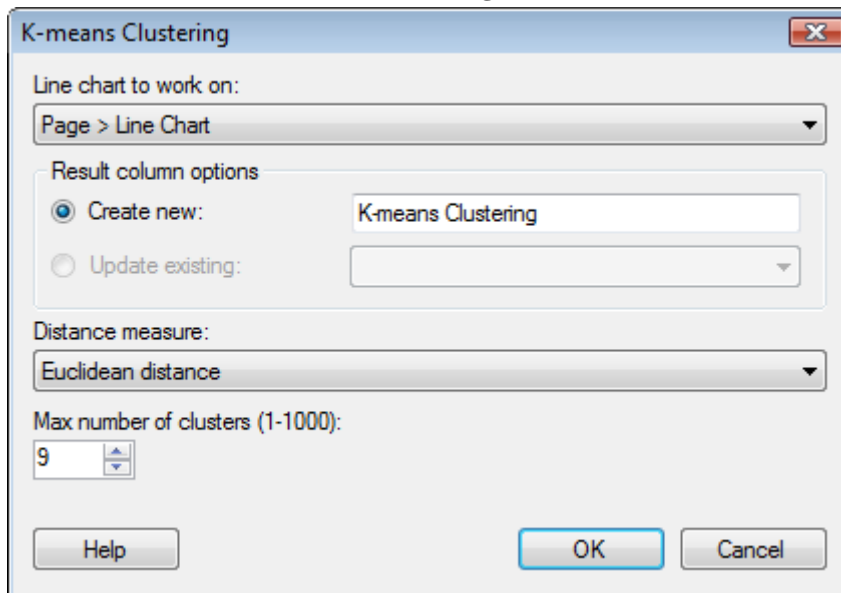 K-means Clustering
Line chart to work on:
Page > Line Chart
Result column options
Create new: K-means Clustering
Update existing:
Distance measure:
Euclidean distance
Max number of clusters (1-1000):
9
Help OK Cancel